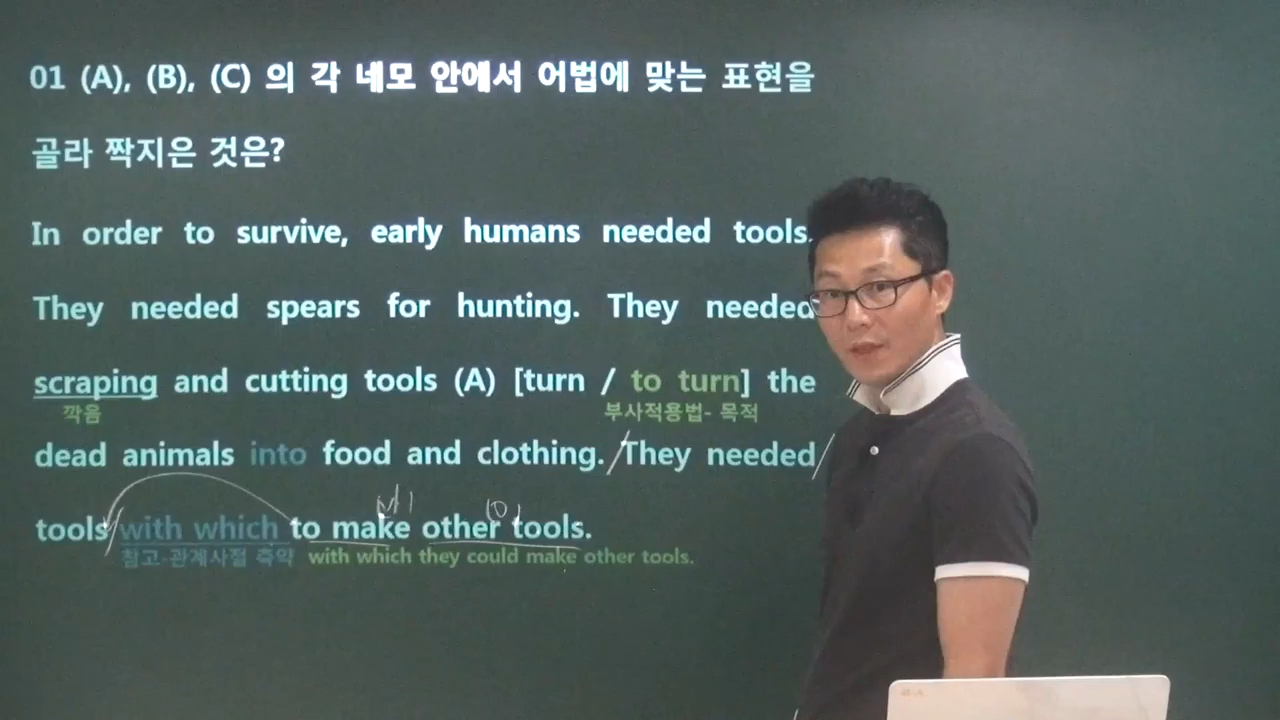 01 (A), (B), (C) 의 각 네모 안에서 어법에 맞는 표현을
골라 짝지은 것은?
In order to survive, early humans needed tools.
They needed spears for hunting. They needed
scraping and cutting tools (A) [turn / to turn] the
깍음 부사적용법- 목적
dead animals into food and clothing. They needed
tools with which to make other tools.
참고-관계사절 축약 with which they could make other tools.